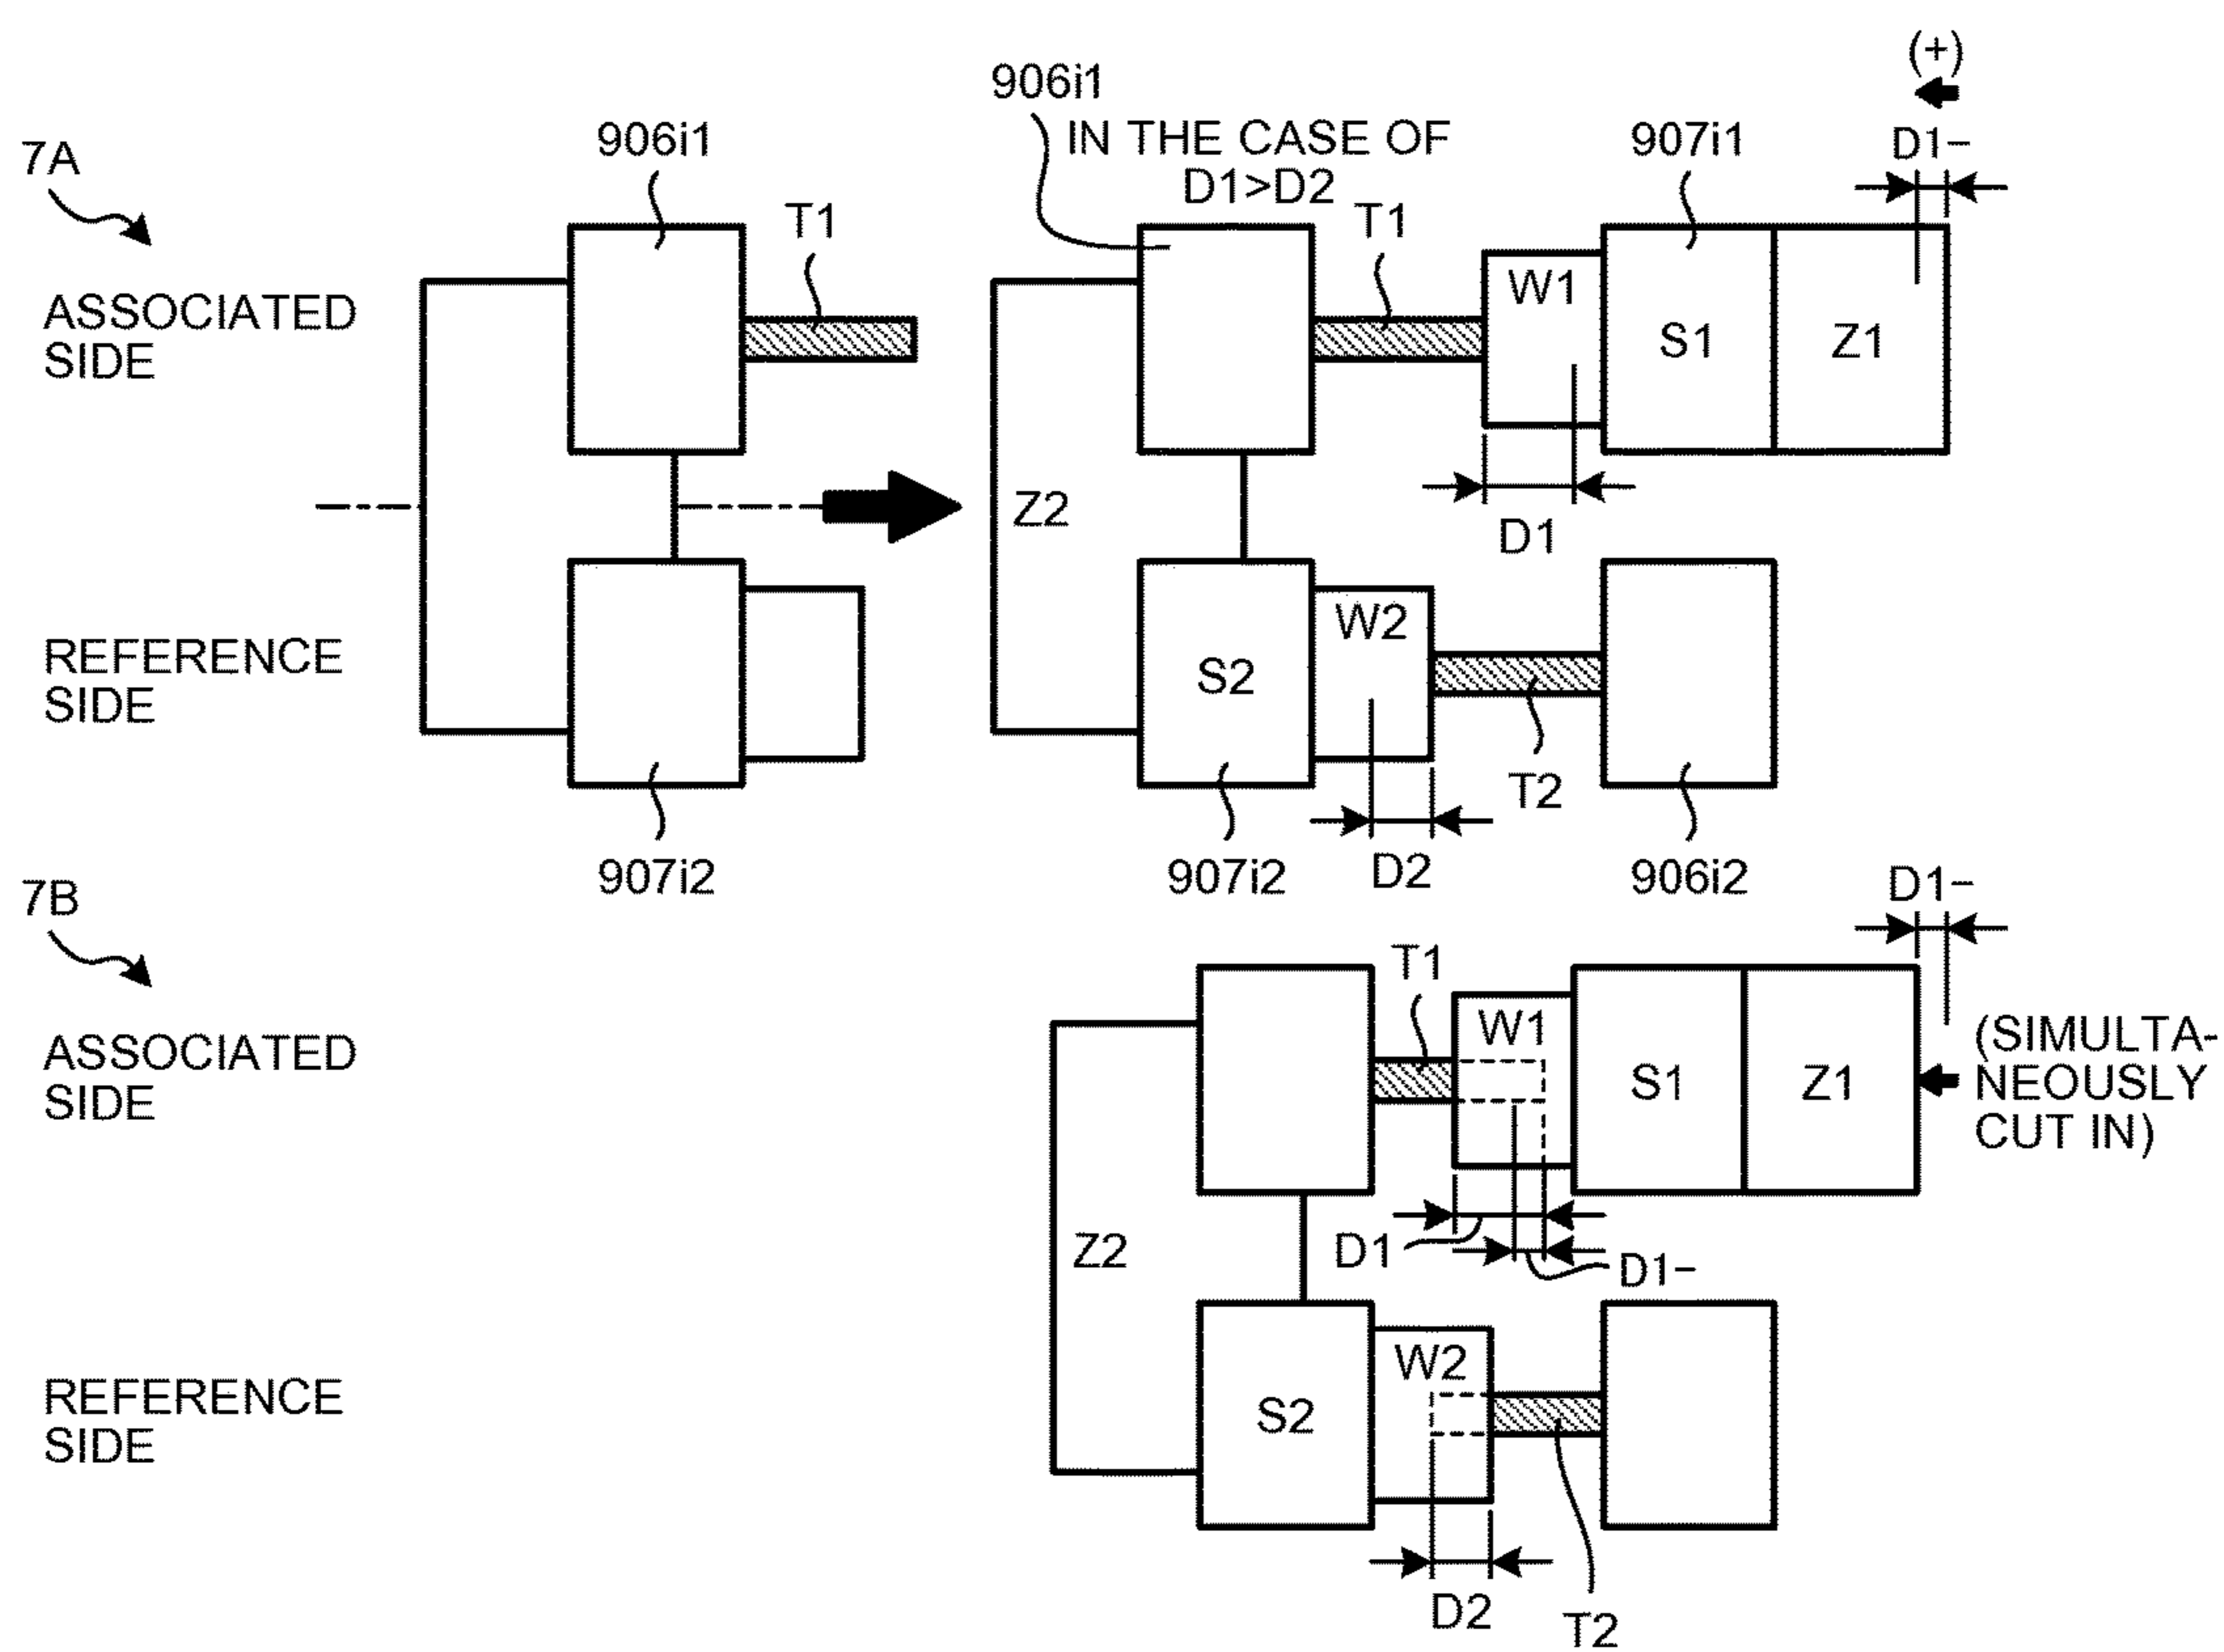 (+)
906i1
906i1
IN THE CASE OF
D1>D2
907i1
D1−
7A
T1
T1
ASSOCIATED
SIDE
W1
S1
Z1
Z2
D1
REFERENCE
SIDE
W2
S2
T2
907i2
907i2
D2
906i2
7B
D1−
T1
ASSOCIATED
SIDE
W1
S1
Z1
(SIMULTA-
NEOUSLY
CUT IN)
Z2
D1
D1−
REFERENCE
SIDE
W2
S2
D2
T2